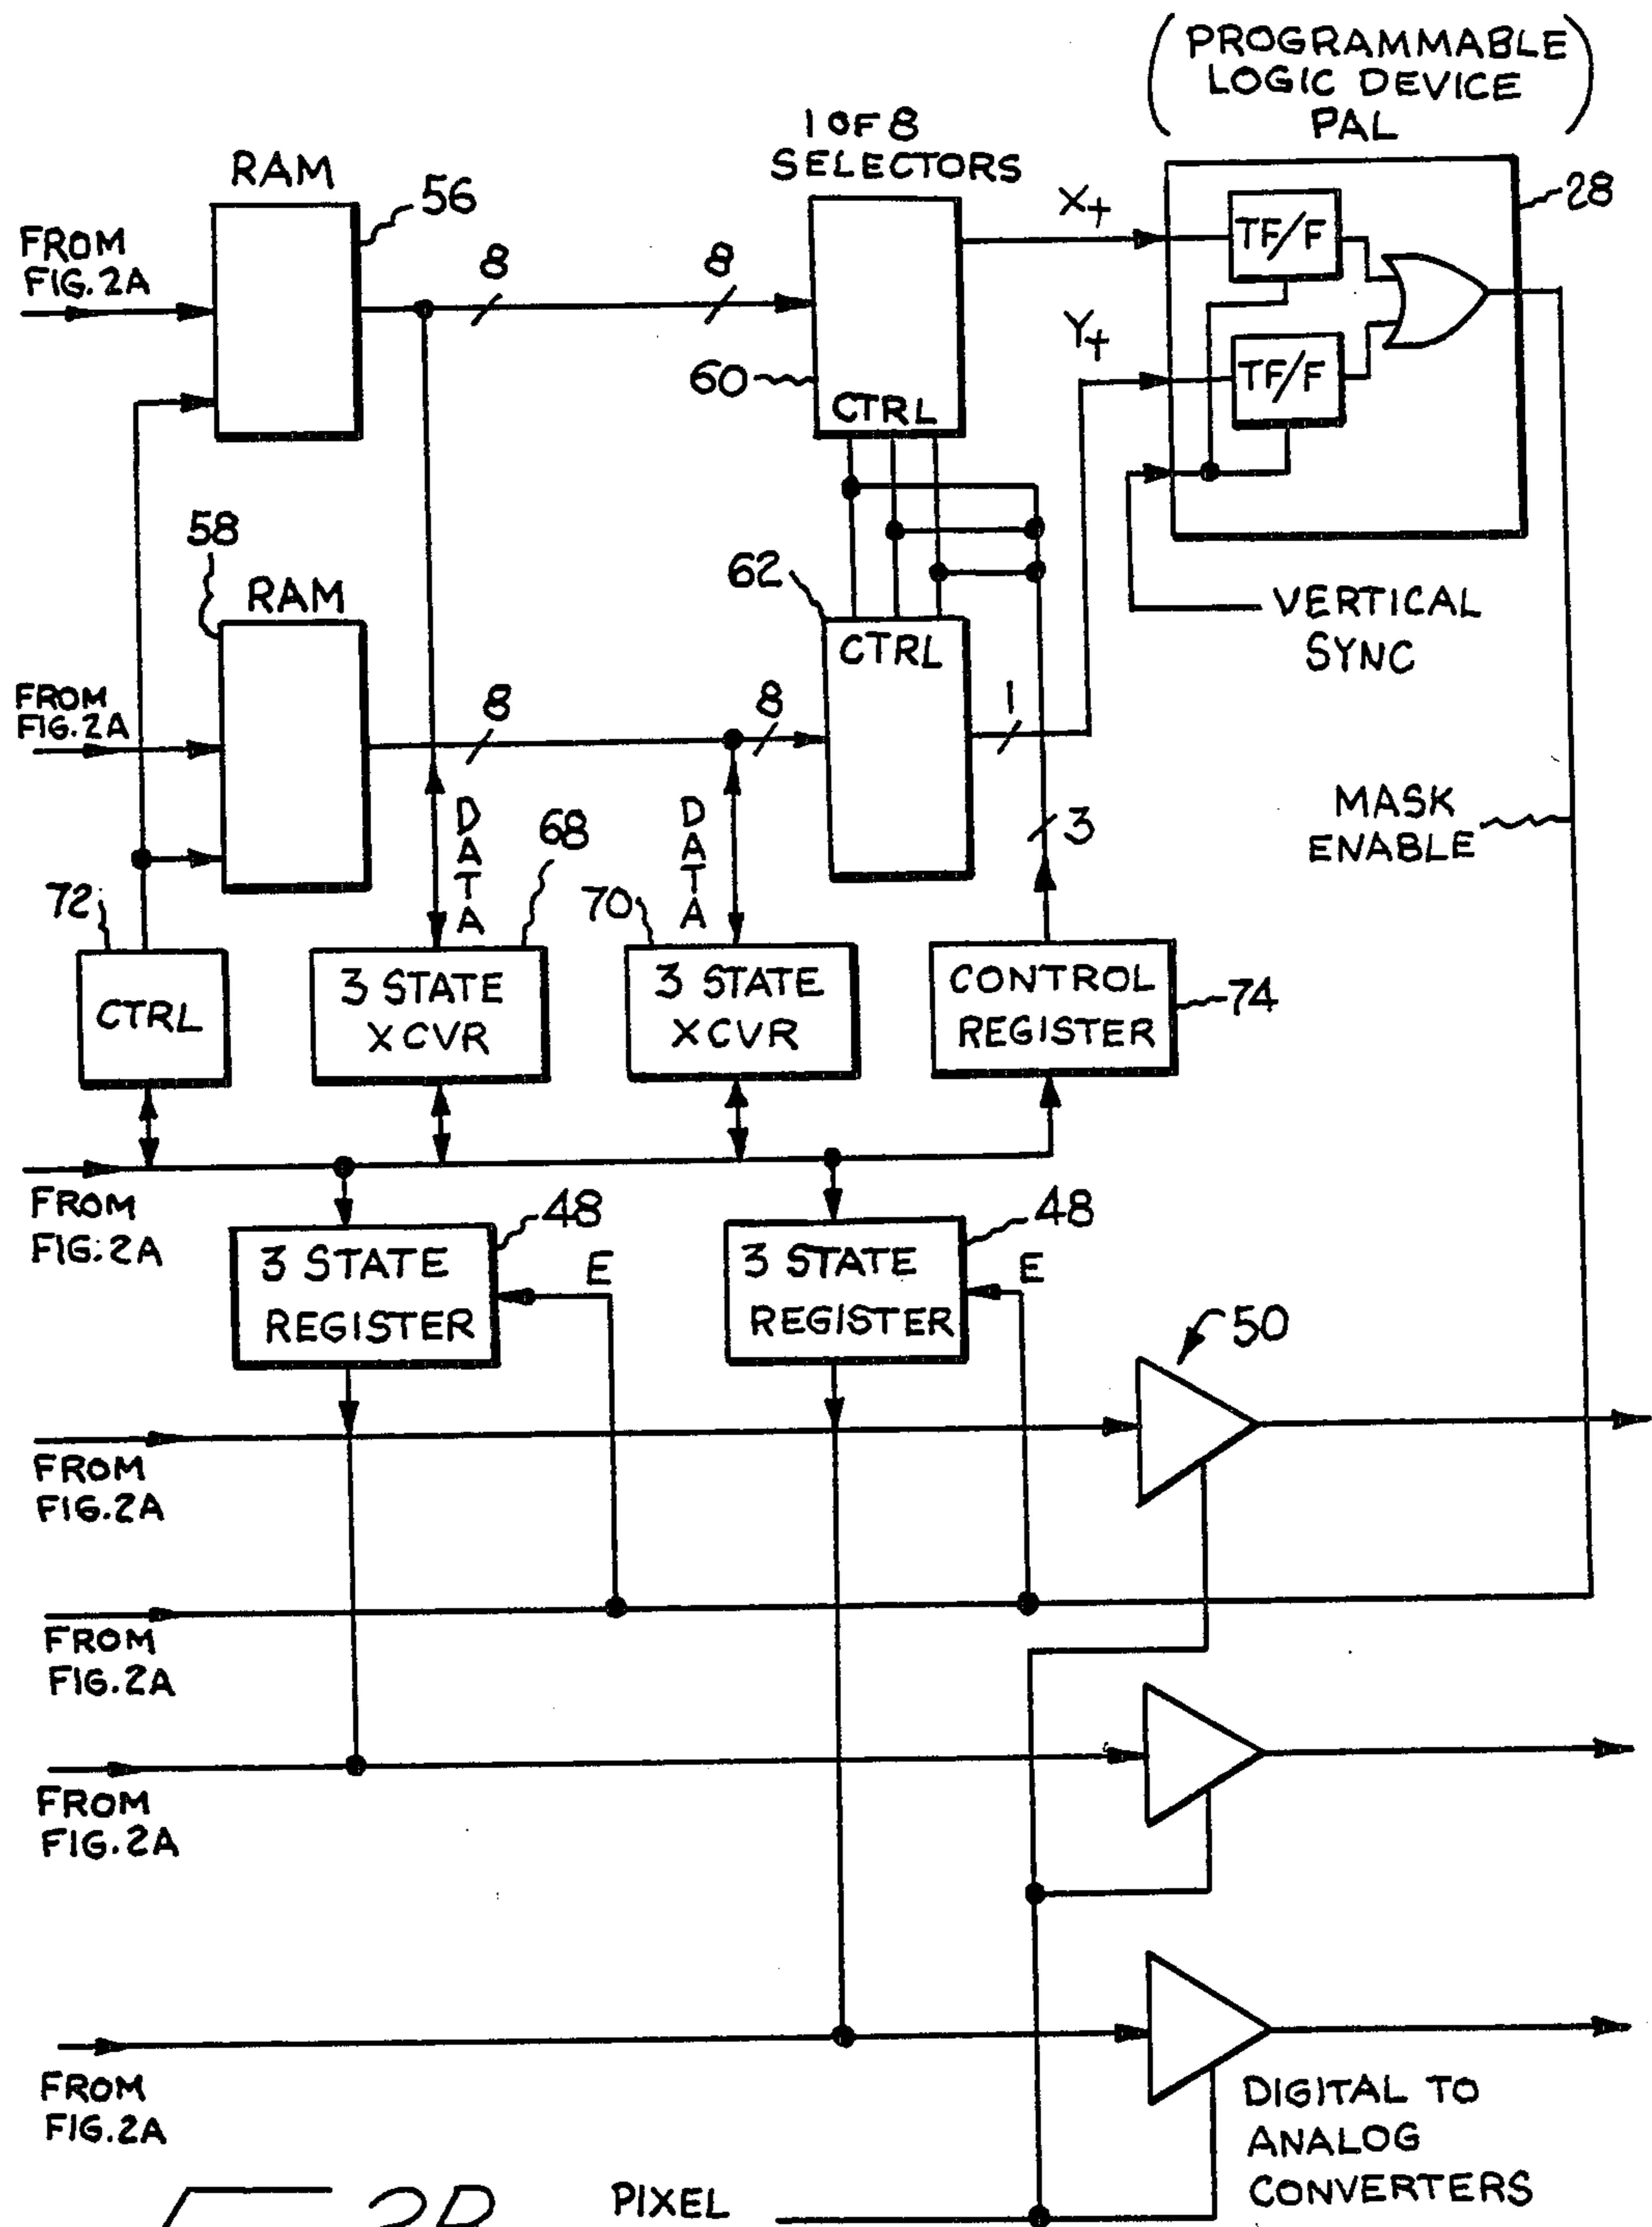 (PROGRAMMABLE
LOGIC DEVICE
PAL)
1 OF 8
SELECTORS
RAM
56
28
X+
TF/F
FROM
FIG. 2A
8
8
Y+
TF/F
60
CTRL
58
RAM
62
CTRL
VERTICAL
SYNC
FROM
FIG. 2A
8
8
1
MASK
ENABLE
DATA
68
DATA
3
72
70
CTRL
3 STATE
XCVR
3 STATE
XCVR
CONTROL
REGISTER
74
FROM
FIG. 2A
48
48
3 STATE
REGISTER
E
3 STATE
REGISTER
E
50
FROM
FIG. 2A
FROM
FIG. 2A
FROM
FIG. 2A
FROM
FIG. 2A
DIGITAL TO
ANALOG
CONVERTERS
PIXEL